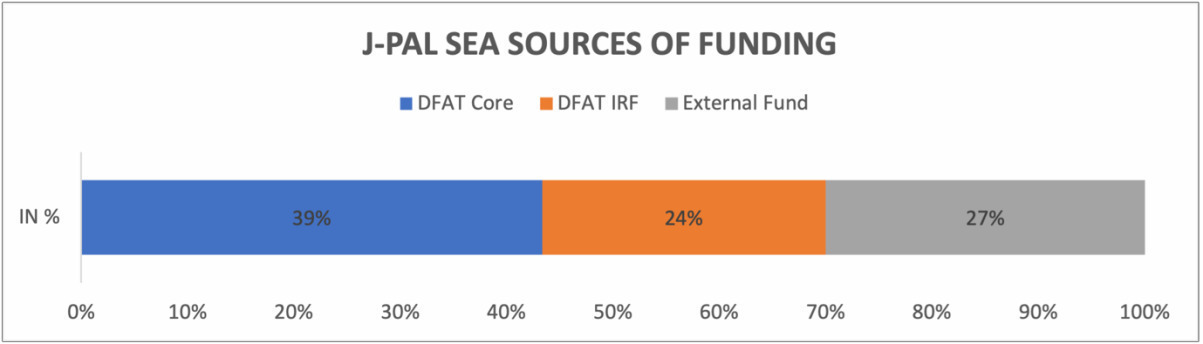 J-PAL SEA SOURCES OF FUNDING
DFAT Core DFAT IRF External Fund
IN % 39% 24% 27%
0% 10% 20% 30% 40% 50% 60% 70% 80% 90% 100%